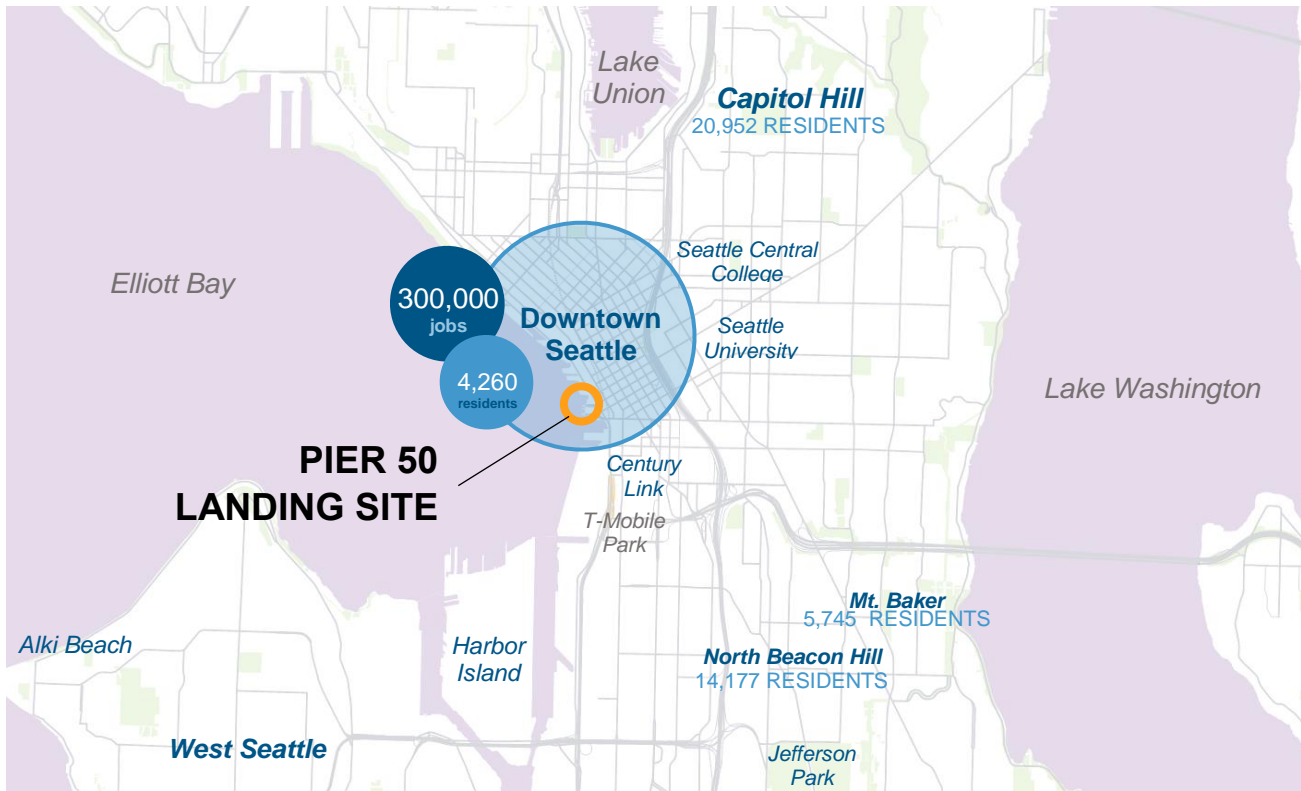 Lake
Union
Capitol Hill
20,952 RESIDENTS
Elliott Bay
Seattle Central
College
300,000
jobs
Downtown
Seattle
Seattle
University
4,260
residents
Lake Washington
PIER 50
LANDING SITE
Century
Link
T-Mobile
Park
Mt. Baker
5,745 RESIDENTS
Alki Beach
Harbor
Island
North Beacon Hill
14,177 RESIDENTS
West Seattle
Jefferson
Park